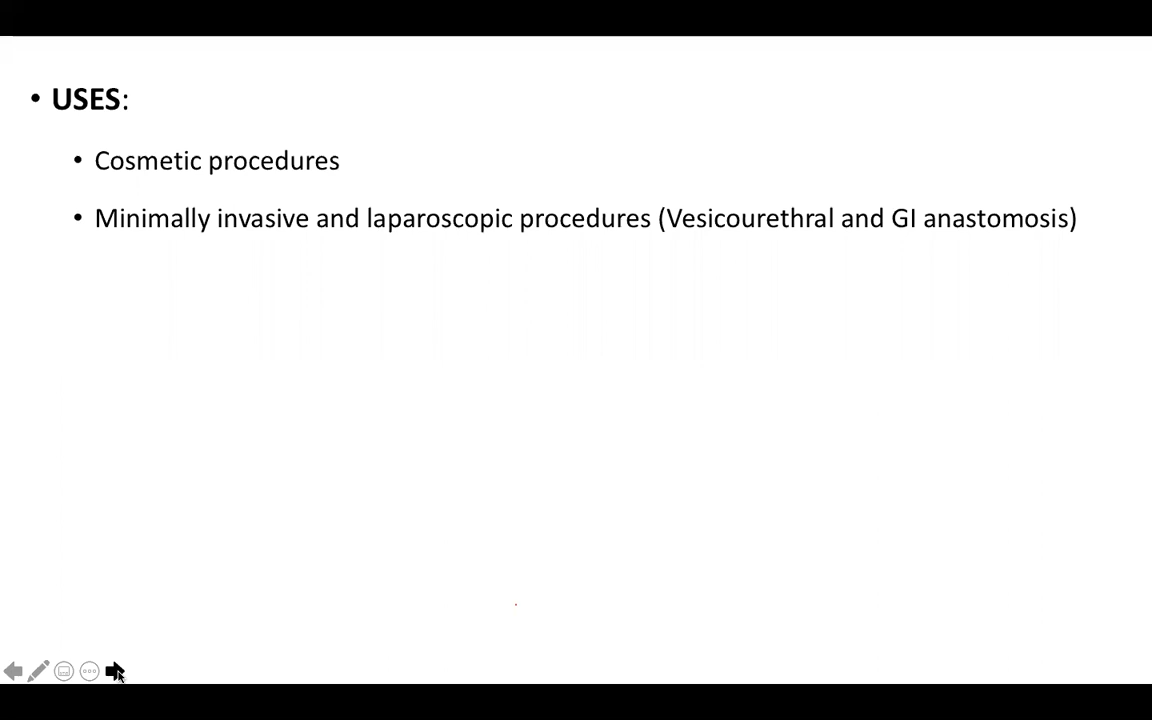 • USES:
• Cosmetic procedures
• Minimally invasive and laparoscopic procedures (Vesicourethral and GI anastomosis)